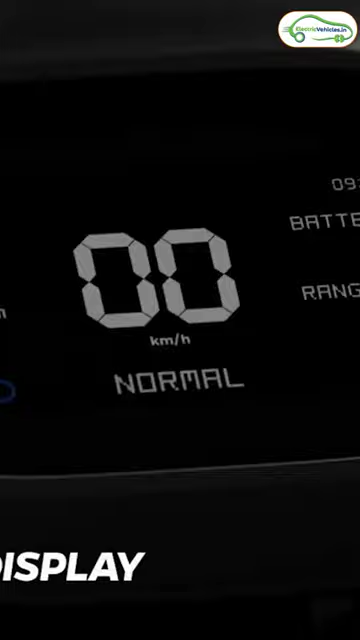 ElectricVehicles.in
09:
BATTE
RANG
00
km/h
NORMAL
DISPLAY